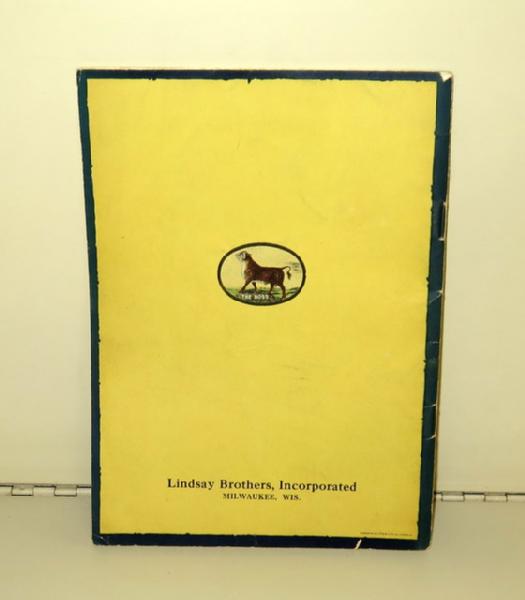 THE BOSS
Lindsay Brothers, Incorporated
MILWAUKEE, WIS.